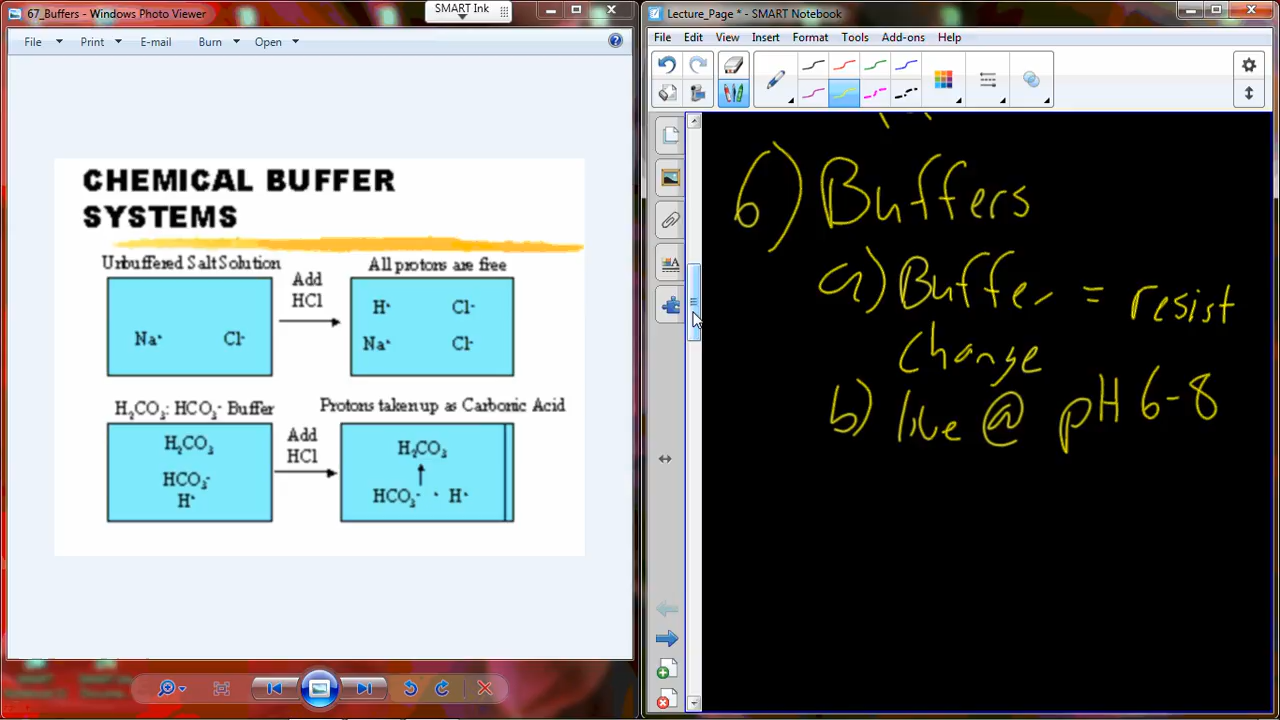 67_Buffers - Windows Photo Viewer
SMART Ink
File Print E-mail Burn Open
CHEMICAL BUFFER
SYSTEMS
Unbuffered Salt Solution
Add
HCl
All protons are free
Na⁺ Cl⁻
H⁺ Cl⁻
Na⁺ Cl⁻
H₂CO₃: HCO₃⁻ Buffer
Add
HCl
Protons taken up as Carbonic Acid
H₂CO₃
HCO₃⁻
H⁺
H₂CO₃
HCO₃⁻ + H⁺
Lecture_Page * - SMART Notebook
File Edit View Insert Format Tools Add-ons Help
6) Buffers
a) Buffer = resist
change
b) live @ pH 6-8